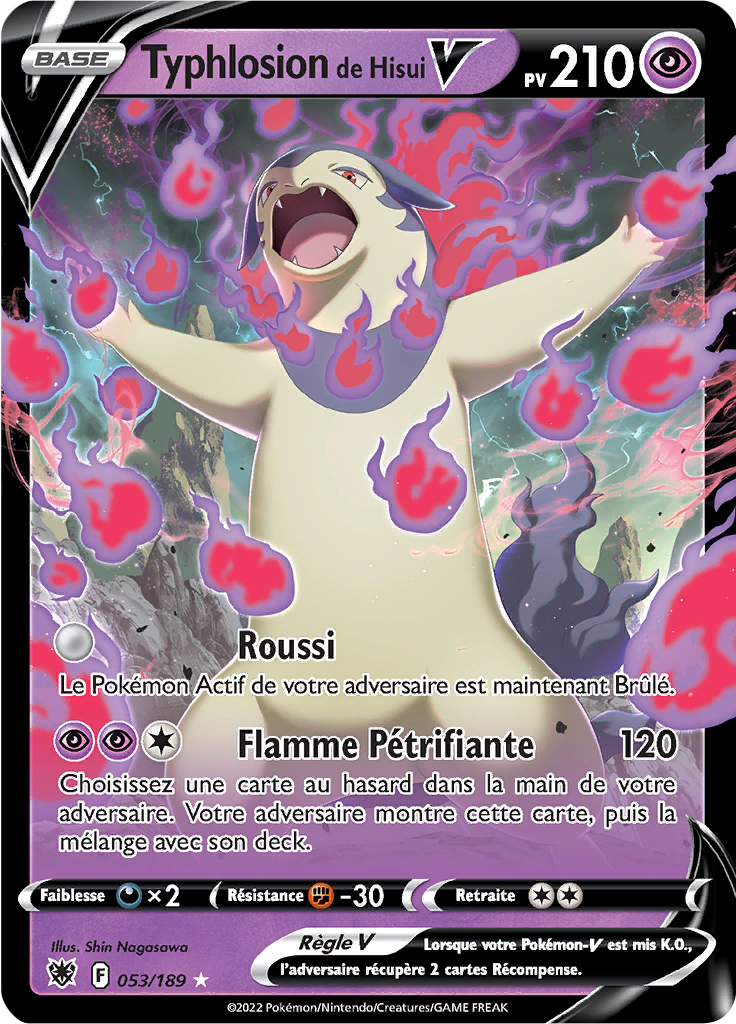 BASE
Typhlosion de Hisui V
PV 210
Roussi
Le Pokémon Actif de votre adversaire est maintenant Brûlé.
Flamme Pétrifiante 120
Choisissez une carte au hasard dans la main de votre
adversaire. Votre adversaire montre cette carte, puis la
mélange avec son deck.
Faiblesse ×2 Résistance -30 Retraite
Illus. Shin Nagasawa
F 053/189
Règle V Lorsque votre Pokémon-V est mis K.O.,
l'adversaire récupère 2 cartes Récompense.
©2022 Pokémon/Nintendo/Creatures/GAME FREAK